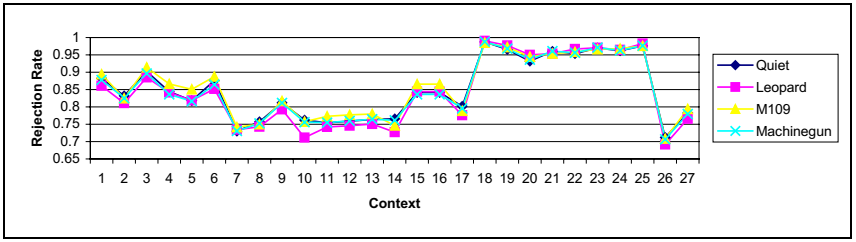 1
0.95
0.9
0.85
0.8
0.75
0.7
0.65
Rejection Rate
1 2 3 4 5 6 7 8 9 10 11 12 13 14 15 16 17 18 19 20 21 22 23 24 25 26 27
Context
Quiet
Leopard
M109
Machinegun